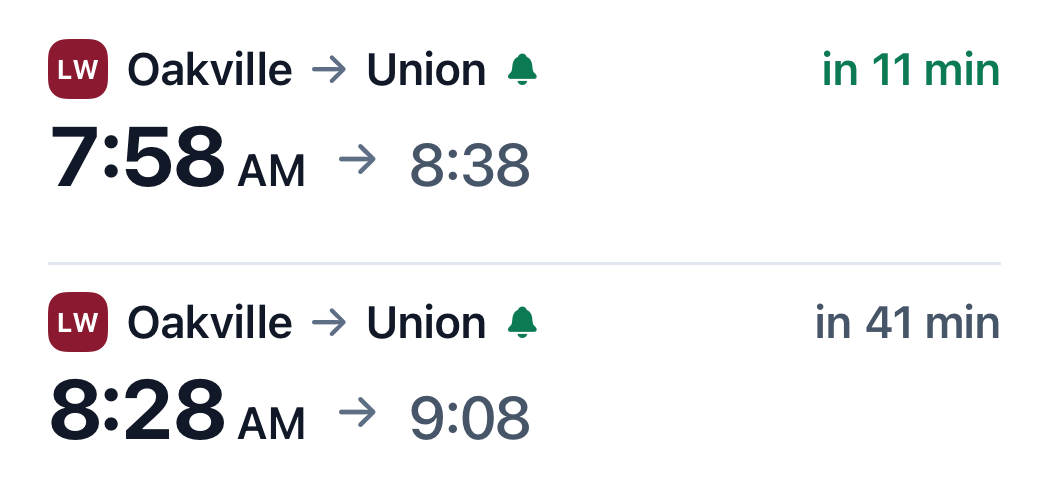 LW Oakville → Union in 11 min
7:58 AM → 8:38
LW Oakville → Union in 41 min
8:28 AM → 9:08